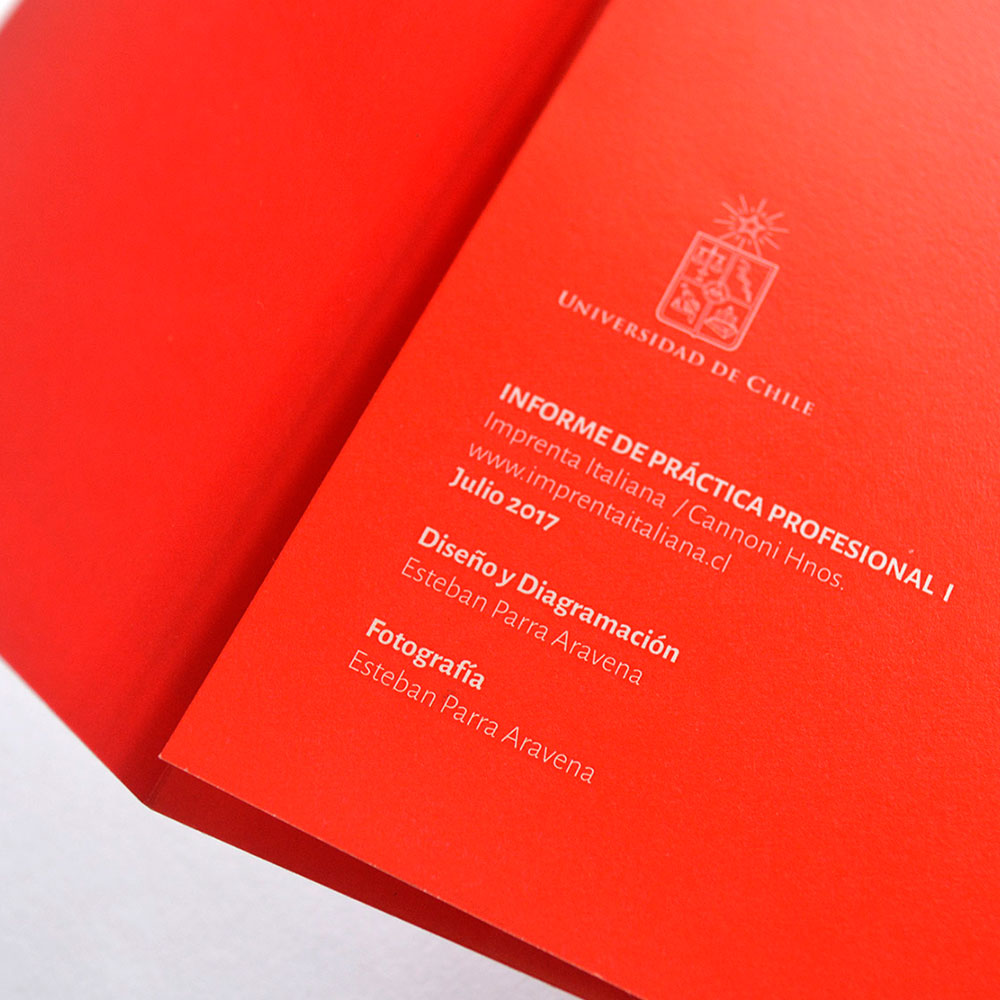 UNIVERSIDAD DE CHILE
INFORME DE PRÁCTICA PROFESIONAL I
Imprenta Italiana / Cannoni Hnos.
www.imprentaitaliana.cl
Julio 2017
Diseño y Diagramación
Esteban Parra Aravena
Fotografía
Esteban Parra Aravena